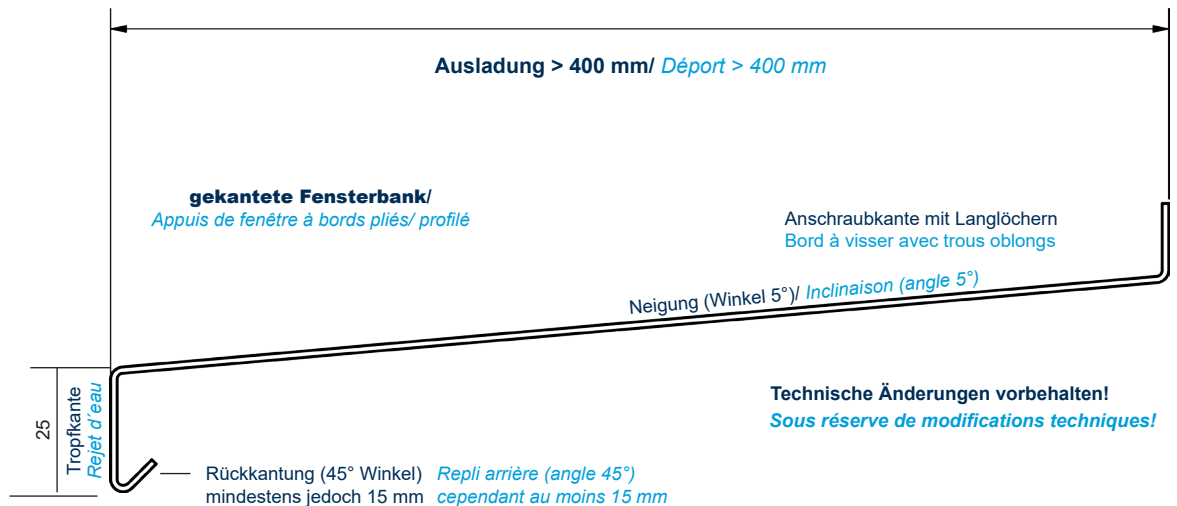 Ausladung > 400 mm/ Déport > 400 mm
gekantete Fensterbank/
Appuis de fenêtre à bords pliés/ profilé
Anschraubkante mit Langlöchern
Bord à visser avec trous oblongs
Neigung (Winkel 5°)/ Inclinaison (angle 5°)
25
Tropfkante
Rejet d´eau
Technische Änderungen vorbehalten!
Sous réserve de modifications techniques!
Rückkantung (45° Winkel) Repli arrière (angle 45°)
mindestens jedoch 15 mm cependant au moins 15 mm